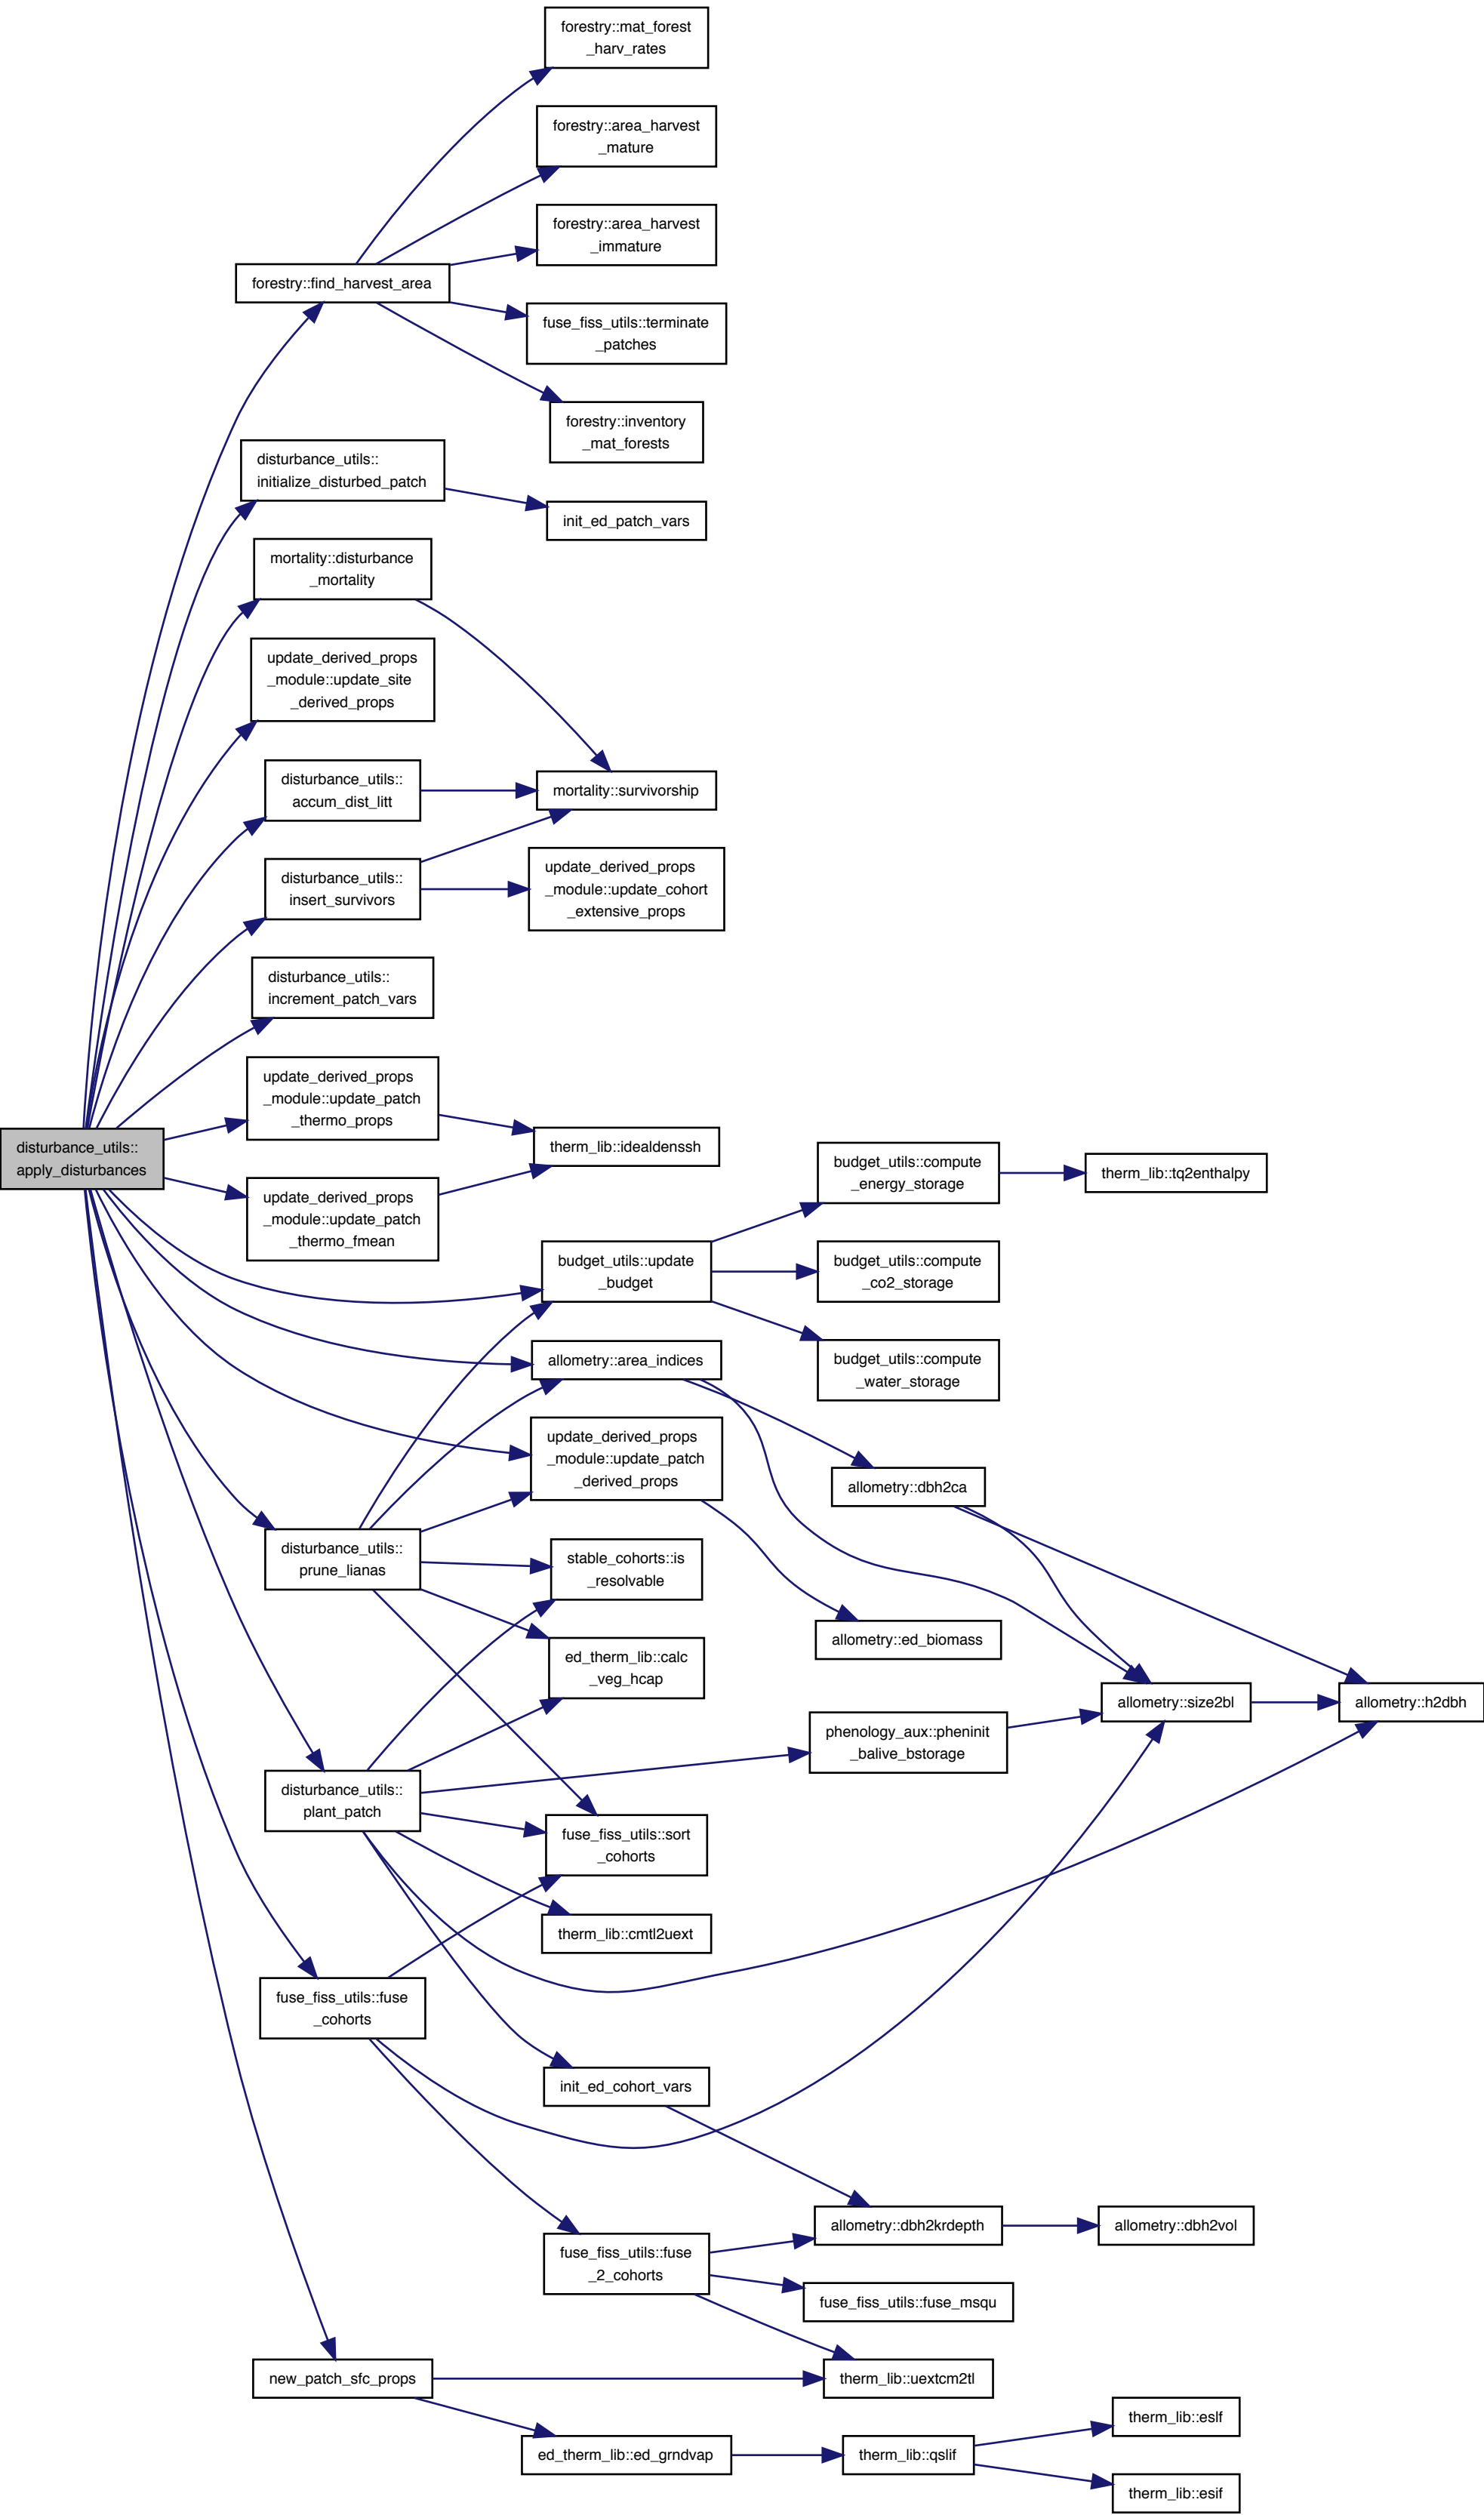 forestry::mat_forest
_harv_rates
forestry::area_harvest
_mature
forestry::area_harvest
_immature
forestry::find_harvest_area
fuse_fiss_utils::terminate
_patches
forestry::inventory
_mat_forests
disturbance_utils::
initialize_disturbed_patch
init_ed_patch_vars
mortality::disturbance
_mortality
update_derived_props
_module::update_site
_derived_props
disturbance_utils::
accum_dist_litt
mortality::survivorship
disturbance_utils::
insert_survivors
update_derived_props
_module::update_cohort
_extensive_props
disturbance_utils::
increment_patch_vars
update_derived_props
_module::update_patch
_thermo_props
therm_lib::idealdenssh
disturbance_utils::
apply_disturbances
update_derived_props
_module::update_patch
_thermo_fmean
budget_utils::compute
_energy_storage
therm_lib::tq2enthalpy
budget_utils::update
_budget
budget_utils::compute
_co2_storage
budget_utils::compute
_water_storage
allometry::area_indices
update_derived_props
_module::update_patch
_derived_props
allometry::dbh2ca
disturbance_utils::
prune_lianas
stable_cohorts::is
_resolvable
allometry::ed_biomass
ed_therm_lib::calc
_veg_hcap
allometry::size2bl
allometry::h2dbh
phenology_aux::pheninit
_balive_bstorage
disturbance_utils::
plant_patch
fuse_fiss_utils::sort
_cohorts
therm_lib::cmtl2uext
fuse_fiss_utils::fuse
_cohorts
init_ed_cohort_vars
allometry::dbh2krdepth
allometry::dbh2vol
fuse_fiss_utils::fuse
_2_cohorts
fuse_fiss_utils::fuse_msqu
new_patch_sfc_props
therm_lib::uextcm2tl
ed_therm_lib::ed_grndvap
therm_lib::qslif
therm_lib::eslf
therm_lib::esif